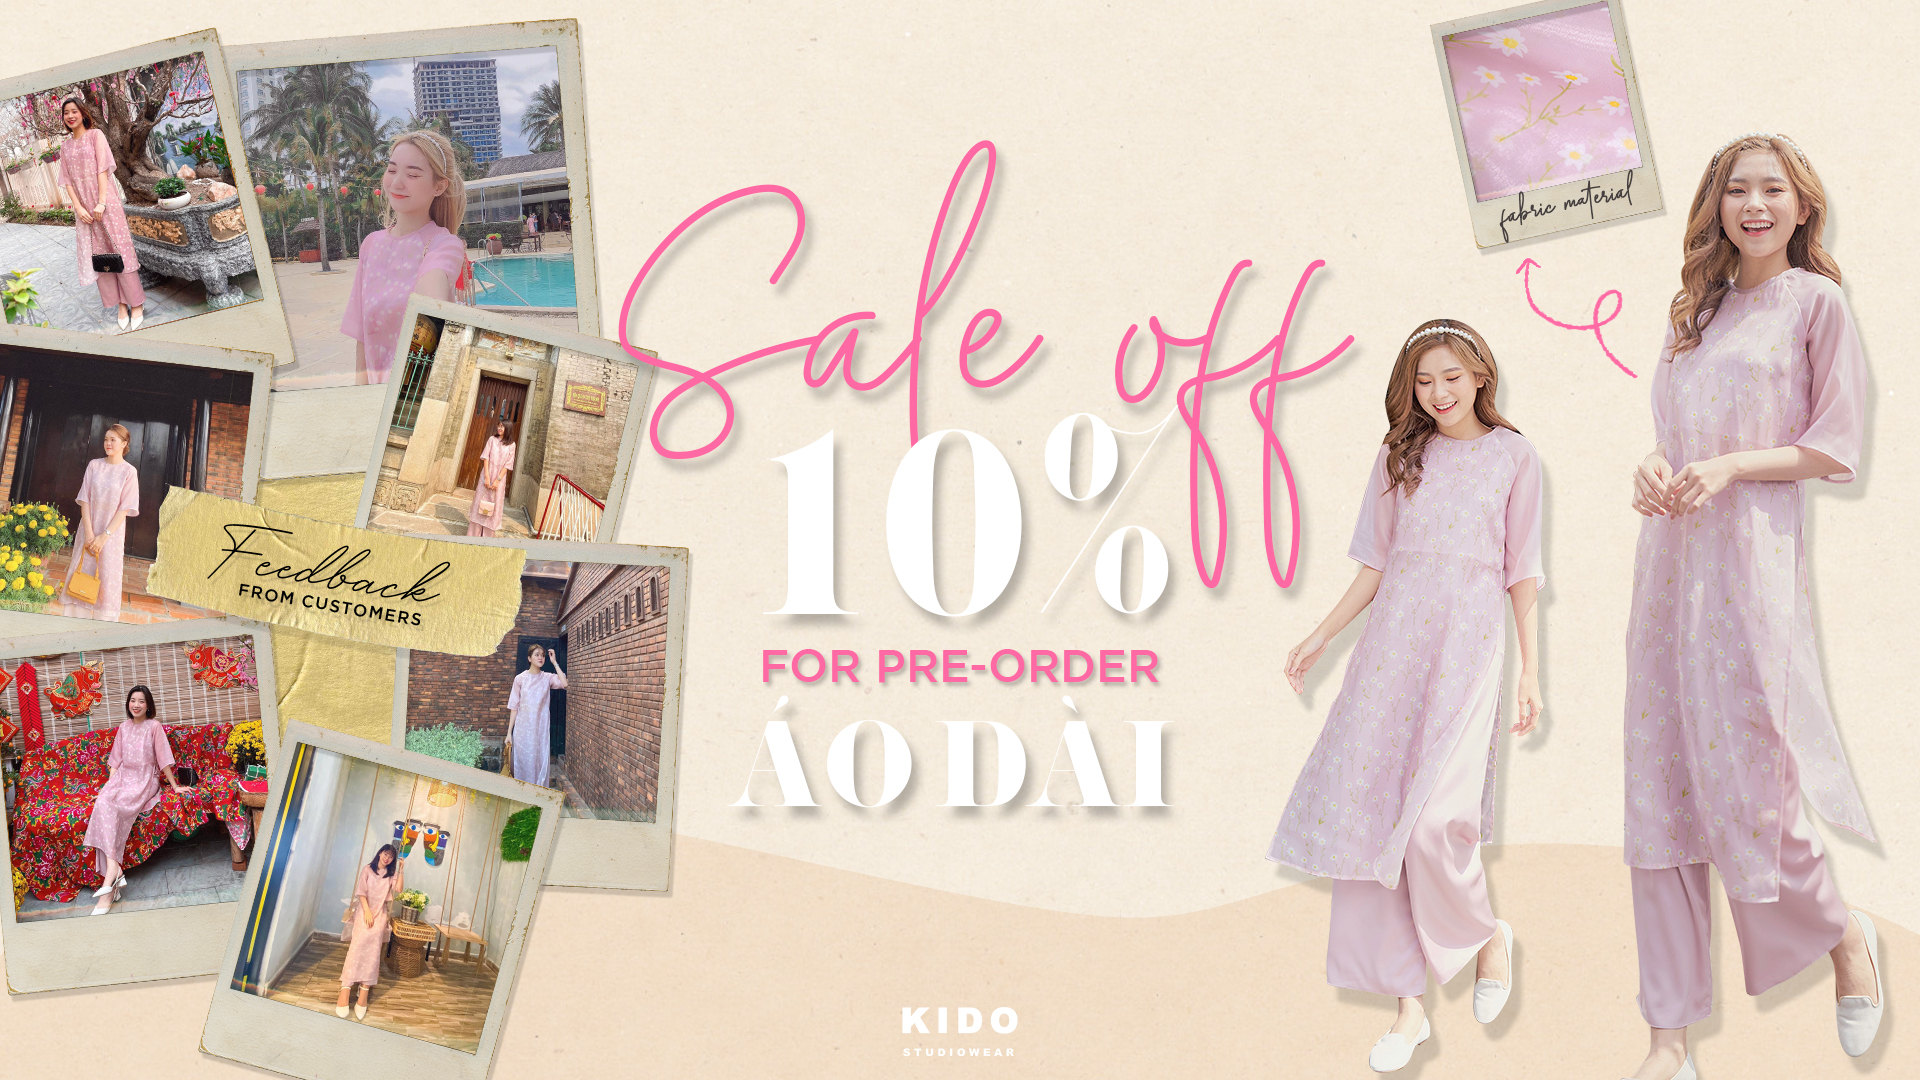 Sale off
10%
FOR PRE-ORDER
ÁO DÀI
Feedback
FROM CUSTOMERS
fabric material
KIDO
STUDIOWEAR